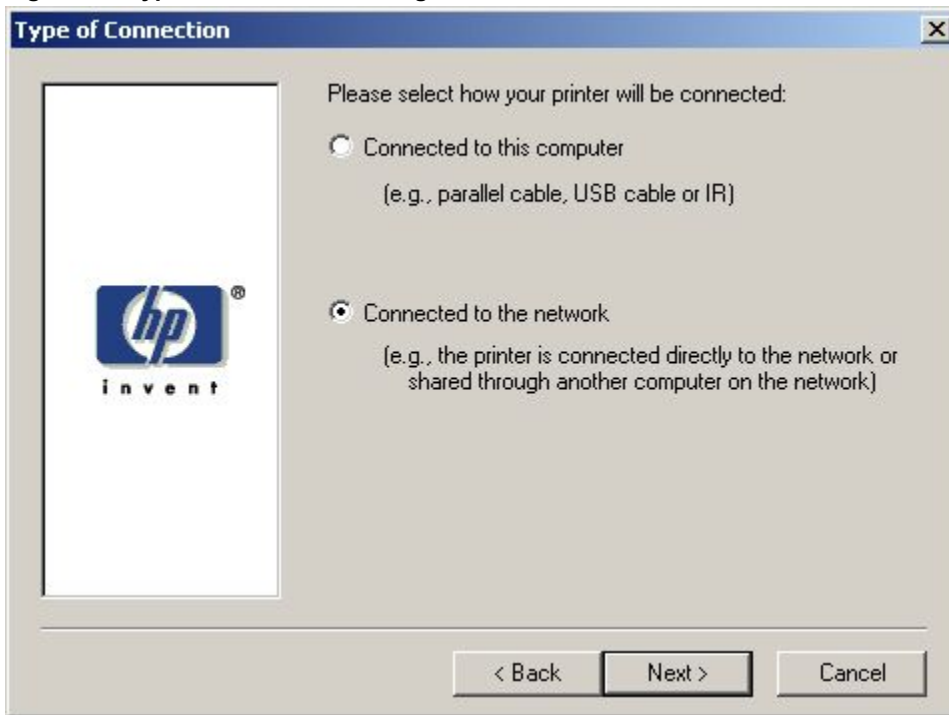 Type of Connection
Please select how your printer will be connected:
Connected to this computer
(e.g., parallel cable, USB cable or IR)
hp ®
invent
Connected to the network
(e.g., the printer is connected directly to the network or
shared through another computer on the network)
< Back
Next >
Cancel